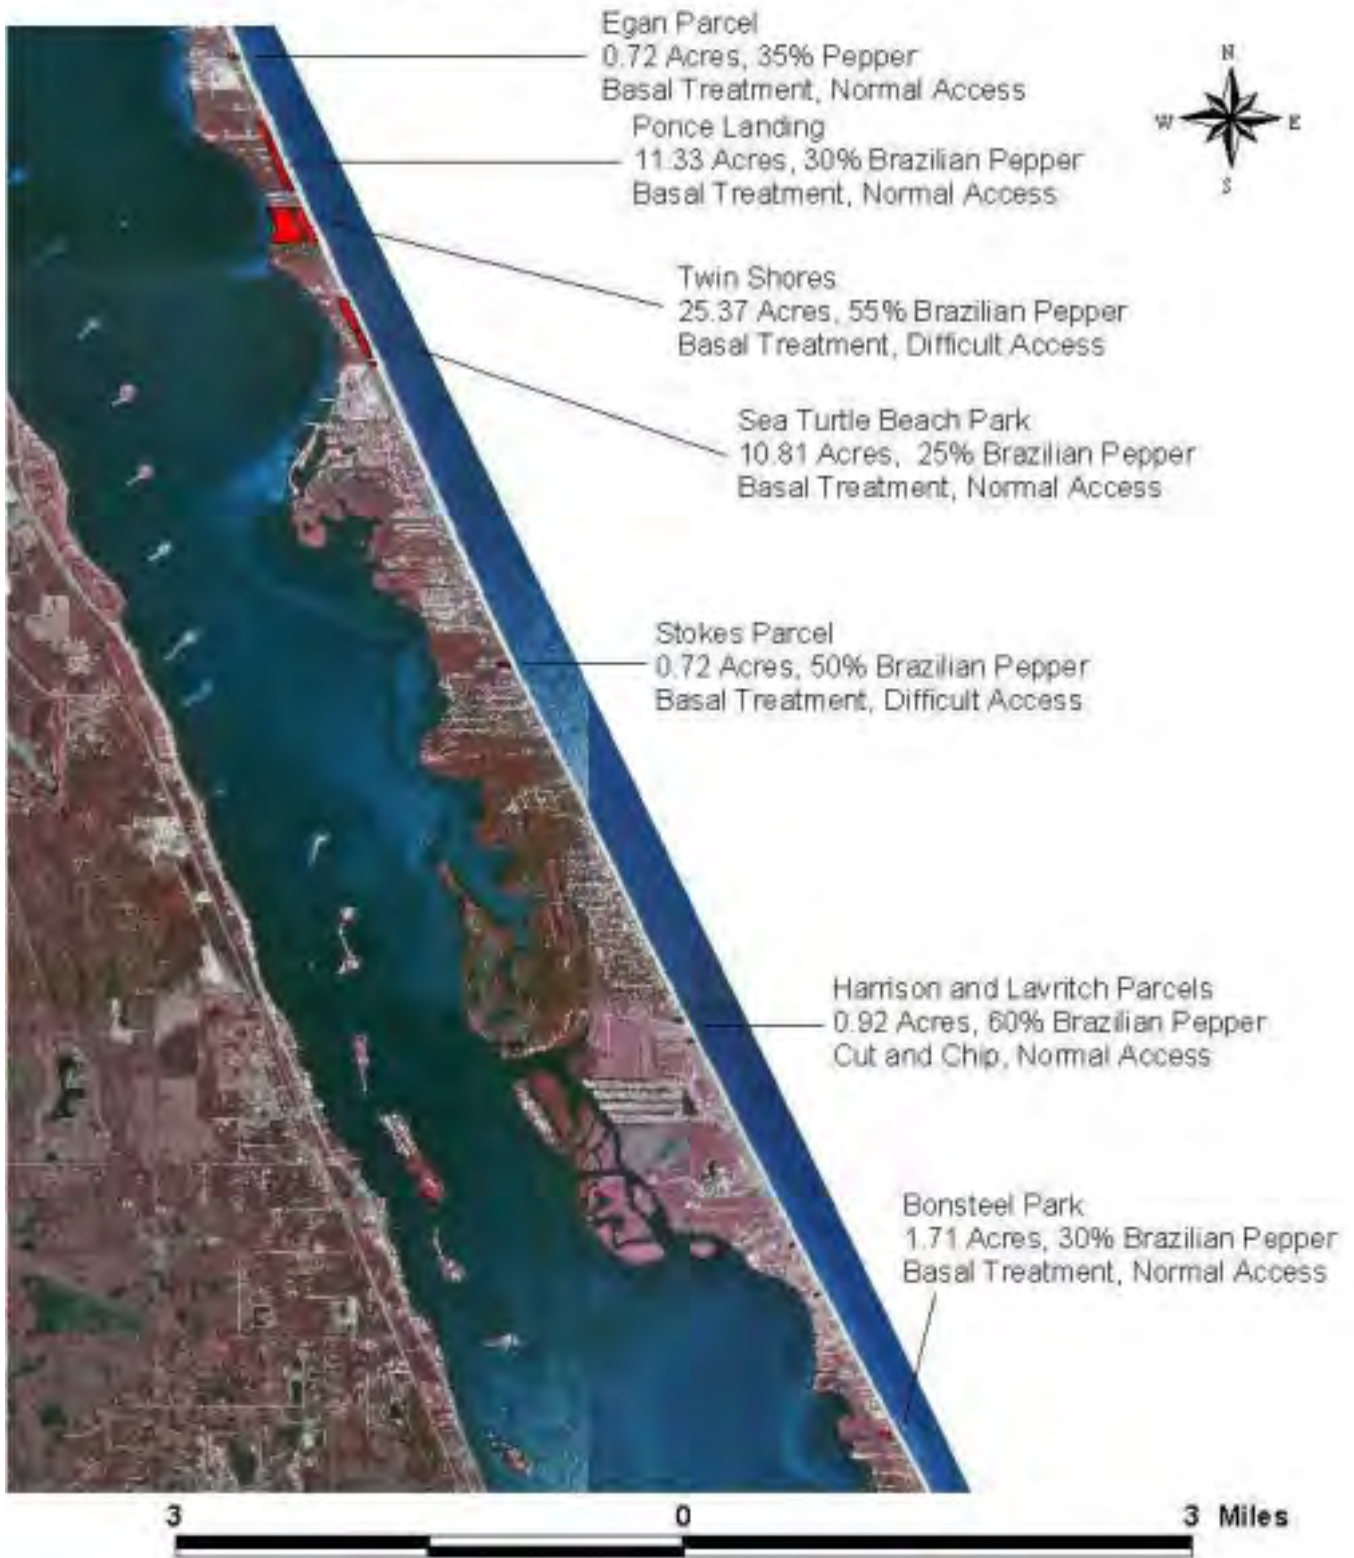 Egan Parcel
0.72 Acres, 35% Pepper
Basal Treatment, Normal Access
N
W E
S
Ponce Landing
11.33 Acres, 30% Brazilian Pepper
Basal Treatment, Normal Access
Twin Shores
25.37 Acres, 55% Brazilian Pepper
Basal Treatment, Difficult Access
Sea Turtle Beach Park
10.81 Acres, 25% Brazilian Pepper
Basal Treatment, Normal Access
Stokes Parcel
0.72 Acres, 50% Brazilian Pepper
Basal Treatment, Difficult Access
Harrison and Lavritch Parcels
0.92 Acres, 60% Brazilian Pepper
Cut and Chip, Normal Access
Bonsteel Park
1.71 Acres, 30% Brazilian Pepper
Basal Treatment, Normal Access
3 0 3 Miles